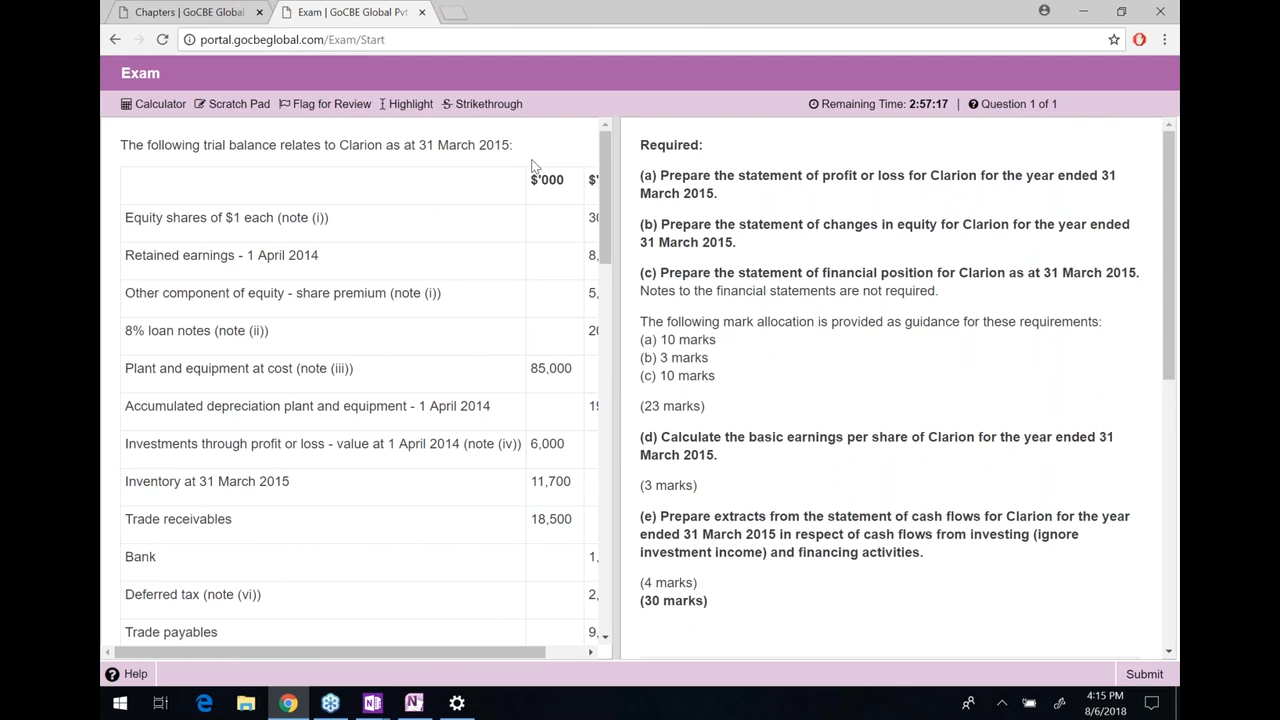 Chapters | GoCBE Global
Exam | GoCBE Global Pvt
portal.gocbeglobal.com/Exam/Start
Exam
Calculator Scratch Pad Flag for Review Highlight Strikethrough Remaining Time: 2:57:17 | Question 1 of 1
The following trial balance relates to Clarion as at 31 March 2015:
$'000 $'
Equity shares of $1 each (note (i)) 30
Retained earnings - 1 April 2014 8,
Other component of equity - share premium (note (i)) 5,
8% loan notes (note (ii)) 20
Plant and equipment at cost (note (iii)) 85,000
Accumulated depreciation plant and equipment - 1 April 2014 19
Investments through profit or loss - value at 1 April 2014 (note (iv)) 6,000
Inventory at 31 March 2015 11,700
Trade receivables 18,500
Bank 1,
Deferred tax (note (vi)) 2,
Trade payables 9,
Required:
(a) Prepare the statement of profit or loss for Clarion for the year ended 31
March 2015.
(b) Prepare the statement of changes in equity for Clarion for the year ended
31 March 2015.
(c) Prepare the statement of financial position for Clarion as at 31 March 2015.
Notes to the financial statements are not required.
The following mark allocation is provided as guidance for these requirements:
(a) 10 marks
(b) 3 marks
(c) 10 marks
(23 marks)
(d) Calculate the basic earnings per share of Clarion for the year ended 31
March 2015.
(3 marks)
(e) Prepare extracts from the statement of cash flows for Clarion for the year
ended 31 March 2015 in respect of cash flows from investing (ignore
investment income) and financing activities.
(4 marks)
(30 marks)
Help
Submit
4:15 PM
8/6/2018